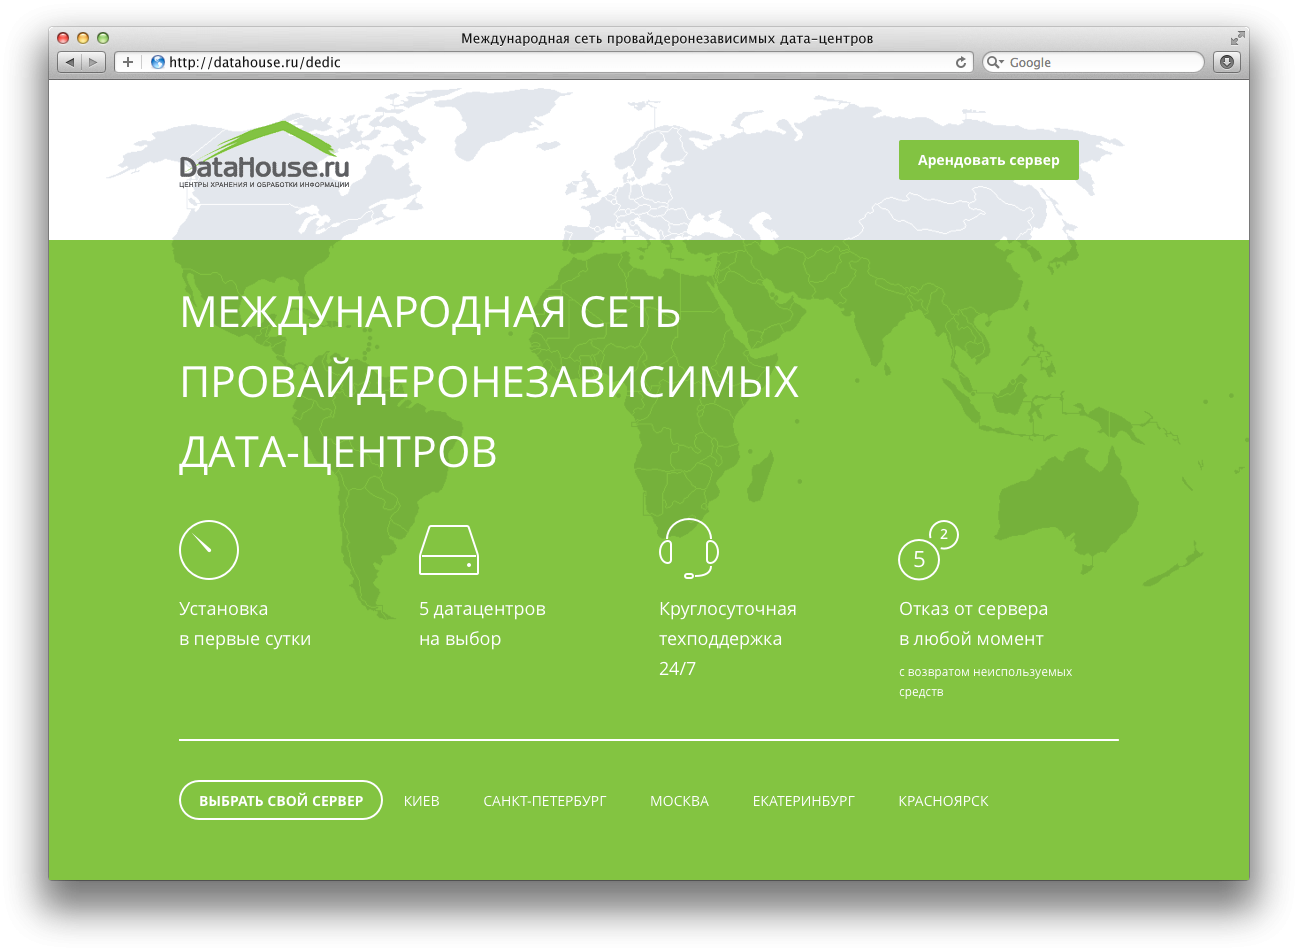 Международная сеть провайдеронезависимых дата-центров
http://datahouse.ru/dedic
Google
DataHouse.ru
ЦЕНТРЫ ХРАНЕНИЯ И ОБРАБОТКИ ИНФОРМАЦИИ
Арендовать сервер
МЕЖДУНАРОДНАЯ СЕТЬ
ПРОВАЙДЕРОНЕЗАВИСИМЫХ
ДАТА-ЦЕНТРОВ
Установка
в первые сутки
5 датацентров
на выбор
Круглосуточная
техподдержка
24/7
5 2
Отказ от сервера
в любой момент
с возвратом неиспользуемых
средств
ВЫБРАТЬ СВОЙ СЕРВЕР КИЕВ САНКТ-ПЕТЕРБУРГ МОСКВА ЕКАТЕРИНБУРГ КРАСНОЯРСК